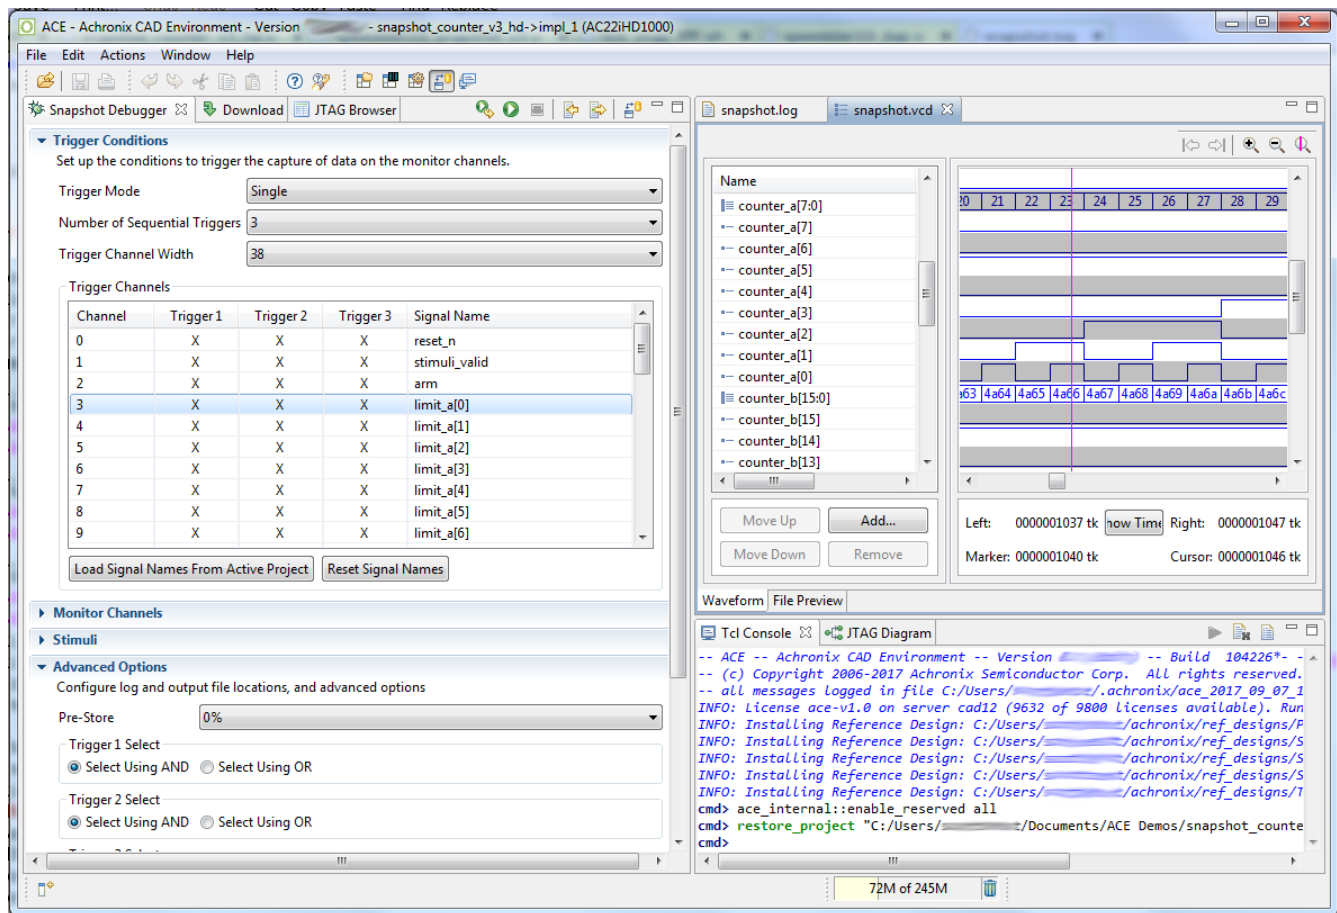 ACE - Achronix CAD Environment - Version - snapshot_counter_v3_hd->impl_1 (AC22iHD1000)
File Edit Actions Window Help
Snapshot Debugger Download JTAG Browser
Trigger Conditions
Set up the conditions to trigger the capture of data on the monitor channels.
Trigger Mode Single
Number of Sequential Triggers 3
Trigger Channel Width 38
Trigger Channels
Channel Trigger 1 Trigger 2 Trigger 3 Signal Name
0 X X X reset_n
1 X X X stimuli_valid
2 X X X arm
3 X X X limit_a[0]
4 X X X limit_a[1]
5 X X X limit_a[2]
6 X X X limit_a[3]
7 X X X limit_a[4]
8 X X X limit_a[5]
9 X X X limit_a[6]
Load Signal Names From Active Project Reset Signal Names
Monitor Channels
Stimuli
Advanced Options
Configure log and output file locations, and advanced options
Pre-Store 0%
Trigger 1 Select
Select Using AND Select Using OR
Trigger 2 Select
Select Using AND Select Using OR
snapshot.log snapshot.vcd
Name
counter_a[7:0] 20 21 22 23 24 25 26 27 28 29
counter_a[7]
counter_a[6]
counter_a[5]
counter_a[4]
counter_a[3]
counter_a[2]
counter_a[1]
counter_a[0]
counter_b[15:0] a63 4a64 4a65 4a66 4a67 4a68 4a69 4a6a 4a6b 4a6c
counter_b[15]
counter_b[14]
counter_b[13]
Move Up Add...
Move Down Remove
Left: 0000001037 tk how Time Right: 0000001047 tk
Marker: 0000001040 tk Cursor: 0000001046 tk
Waveform File Preview
Tcl Console JTAG Diagram
-- ACE -- Achronix CAD Environment -- Version -- Build 104226*- -
-- (c) Copyright 2006-2017 Achronix Semiconductor Corp. All rights reserved.
-- all messages logged in file C:/Users/ /.achronix/ace_2017_09_07_1
INFO: License ace-v1.0 on server cad12 (9632 of 9800 licenses available). Run
INFO: Installing Reference Design: C:/Users/ /achronix/ref_designs/P
INFO: Installing Reference Design: C:/Users/ /achronix/ref_designs/S
INFO: Installing Reference Design: C:/Users/ /achronix/ref_designs/S
INFO: Installing Reference Design: C:/Users/ /achronix/ref_designs/S
INFO: Installing Reference Design: C:/Users/ /achronix/ref_designs/T
cmd> ace_internal::enable_reserved all
cmd> restore_project "C:/Users/ /Documents/ACE Demos/snapshot_counte
cmd>
72M of 245M